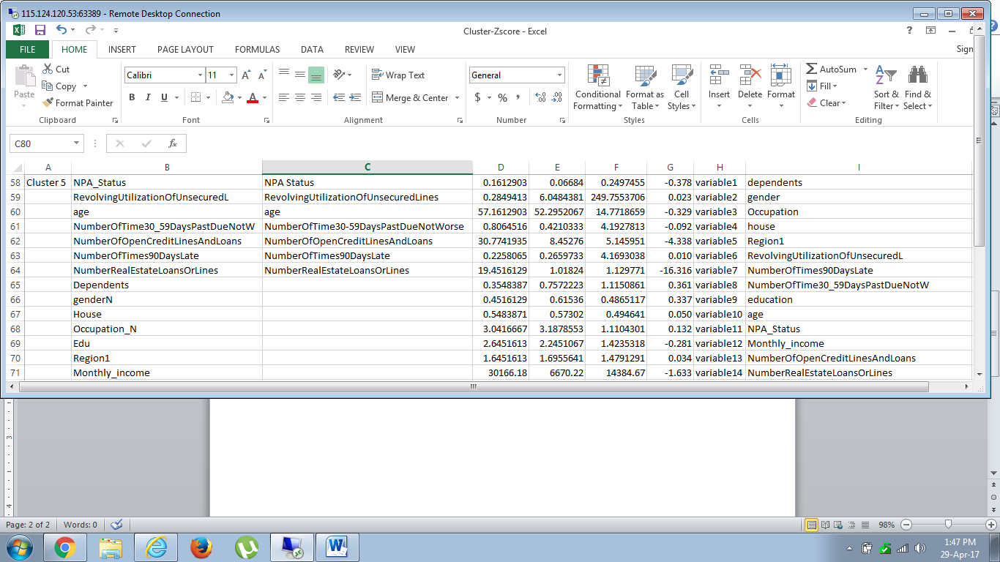 115.124.120.53:63389 - Remote Desktop Connection
Cluster-Zscore - Excel
FILE HOME INSERT PAGE LAYOUT FORMULAS DATA REVIEW VIEW Sign
Paste Cut Copy Format Painter Clipboard
Calibri 11 A A B I U A Font
Wrap Text Merge & Center Alignment
General $ % , Number
Conditional Formatting Format as Table Cell Styles Styles
Insert Delete Format Cells
AutoSum Fill Clear Sort & Filter Find & Select Editing
C80 fx
A B C D E F G H I
58 Cluster 5 NPA_Status NPA Status 0.1612903 0.06684 0.2497455 -0.378 variable1 dependents
59 RevolvingUtilizationOfUnsecuredL RevolvingUtilizationOfUnsecuredLines 0.2849413 6.0484381 249.7553706 0.023 variable2 gender
60 age age 57.1612903 52.2952067 14.7718659 -0.329 variable3 Occupation
61 NumberOfTime30_59DaysPastDueNotW NumberOfTime30-59DaysPastDueNotWorse 0.8064516 0.4210333 4.1927813 -0.092 variable4 house
62 NumberOfOpenCreditLinesAndLoans NumberOfOpenCreditLinesAndLoans 30.7741935 8.45276 5.145951 -4.338 variable5 Region1
63 NumberOfTimes90DaysLate NumberOfTimes90DaysLate 0.2258065 0.2659733 4.1693038 0.010 variable6 RevolvingUtilizationOfUnsecuredL
64 NumberRealEstateLoansOrLines NumberRealEstateLoansOrLines 19.4516129 1.01824 1.129771 -16.316 variable7 NumberOfTimes90DaysLate
65 Dependents 0.3548387 0.7572223 1.1150861 0.361 variable8 NumberOfTime30_59DaysPastDueNotW
66 genderN 0.4516129 0.61536 0.4865117 0.337 variable9 education
67 House 0.5483871 0.57302 0.494641 0.050 variable10 age
68 Occupation_N 3.0416667 3.1878553 1.1104301 0.132 variable11 NPA_Status
69 Edu 2.6451613 2.2451067 1.4235318 -0.281 variable12 Monthly_income
70 Region1 1.6451613 1.6955641 1.4791291 0.034 variable13 NumberOfOpenCreditLinesAndLoans
71 Monthly_income 30166.18 6670.22 14384.67 -1.633 variable14 NumberRealEstateLoansOrLines
3
4
Page: 2 of 2 Words: 0 98%
1:47 PM
29-Apr-17